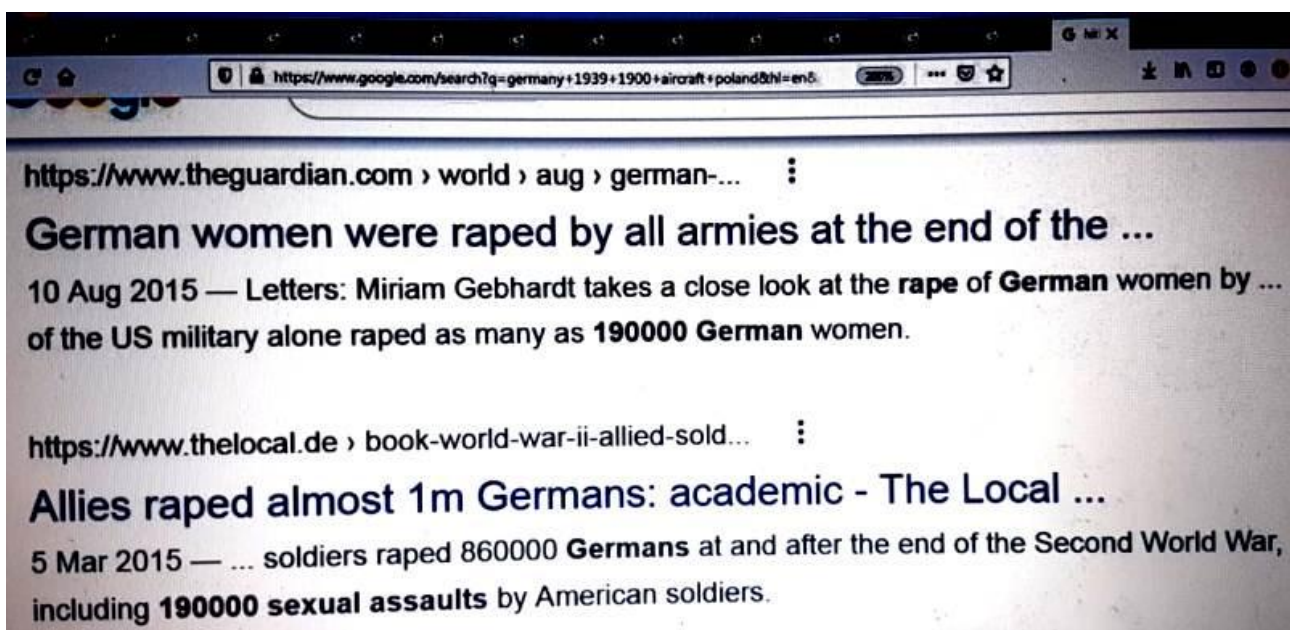 https://www.google.com/search?q=germany+1939+1900+aircraft+poland&hl=en&
200%
https://www.theguardian.com › world › aug › german-...
German women were raped by all armies at the end of the ...
10 Aug 2015 — Letters: Miriam Gebhardt takes a close look at the rape of German women by ...
of the US military alone raped as many as 190000 German women.
https://www.thelocal.de › book-world-war-ii-allied-sold...
Allies raped almost 1m Germans: academic - The Local ...
5 Mar 2015 — ... soldiers raped 860000 Germans at and after the end of the Second World War,
including 190000 sexual assaults by American soldiers.